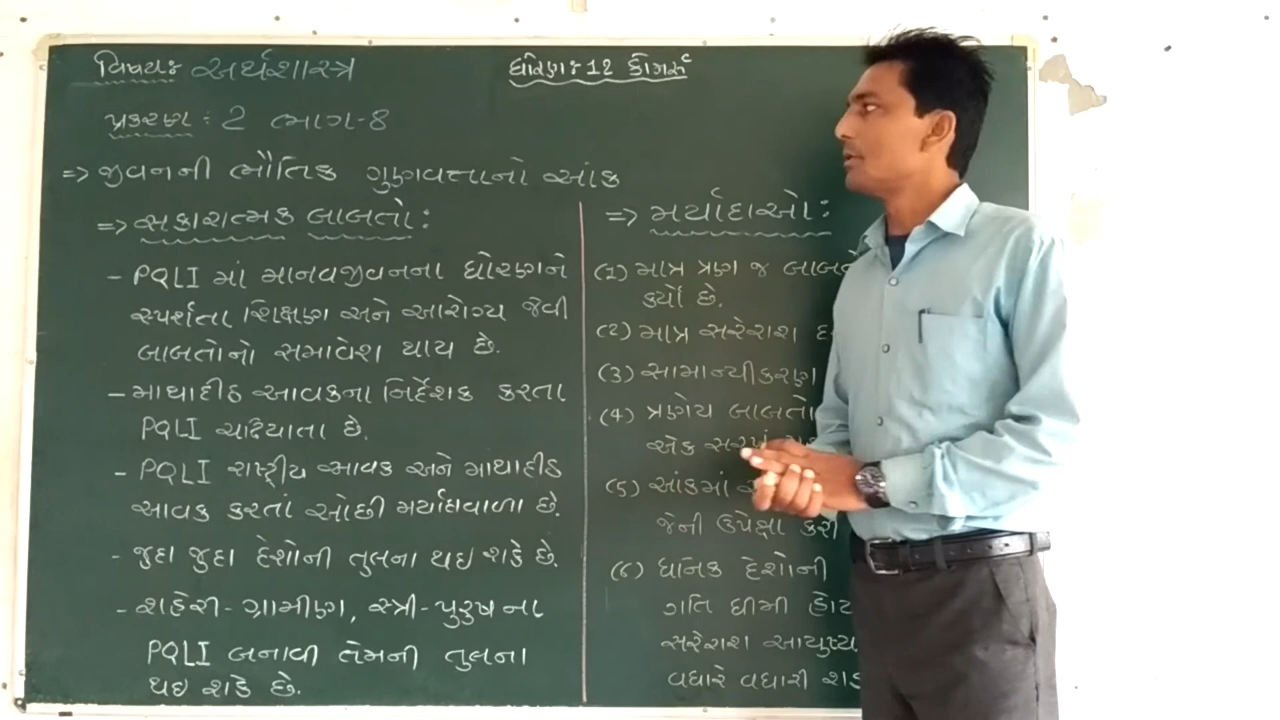 વિષય: અર્થશાસ્ત્ર
ધોરણ: 12 કોમર્સ
પ્રકરણ: 2 ભાગ-8
=> જીવનની ભૌતિક ગુણવત્તાનો આંક
=> સકારાત્મક બાબતો:
- PQLI માં માનવજીવનના ધોરણને
સ્પર્શતા શિક્ષણ અને આરોગ્ય જેવી
બાબતોનો સમાવેશ થાય છે.
- માથાદીઠ આવકના નિર્દેશક કરતા
PQLI ચઢિયાતા છે.
- PQLI રાષ્ટ્રીય આવક અને માથાદીઠ
આવક કરતાં ઓછી મર્યાદાવાળા છે.
- જુદા જુદા દેશોની તુલના થઇ શકે છે.
- શહેરી-ગ્રામીણ, સ્ત્રી-પુરુષ ના
PQLI બનાવી તેમની તુલના
થઇ શકે છે.
=> મર્યાદાઓ:
(1) માત્ર ત્રણ જ
કર્યો છે.
(2) માત્ર સરેરાશ
(3) સામાન્યીકરણ
(4) ત્રણેય બાબતો
એક
(5) આંકમાં
જેની ઉપેક્ષા કરી
(6) ધનિક દેશોની
ગતિ ધીમી
સરેરાશ આયુષ્ય
વધારે વધારી